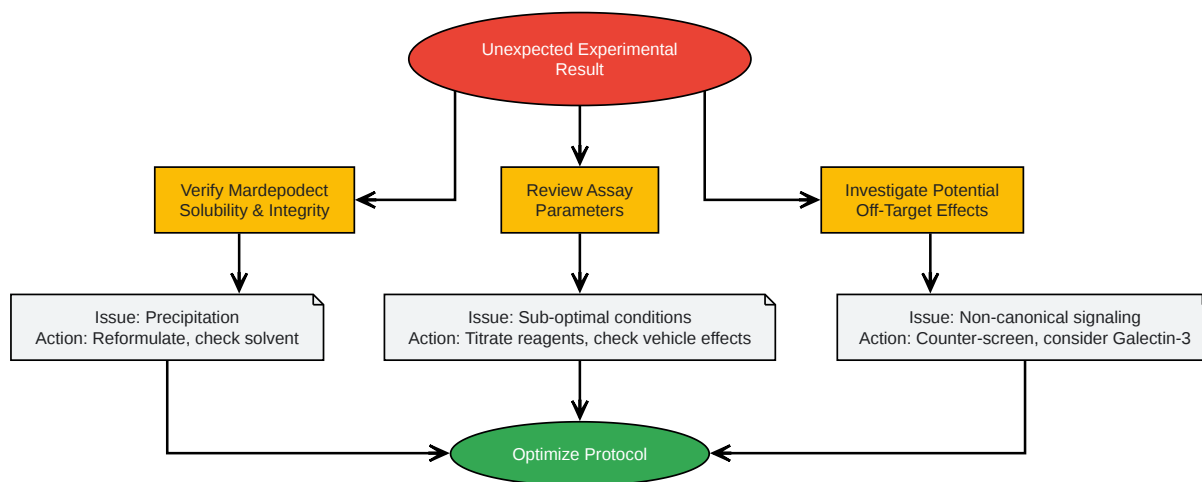 Unexpected Experimental
Result
Verify Mardepodect
Solubility & Integrity
Review Assay
Parameters
Investigate Potential
Off-Target Effects
Issue: Precipitation
Action: Reformulate, check solvent
Issue: Sub-optimal conditions
Action: Titrate reagents, check vehicle effects
Issue: Non-canonical signaling
Action: Counter-screen, consider Galectin-3
Optimize Protocol